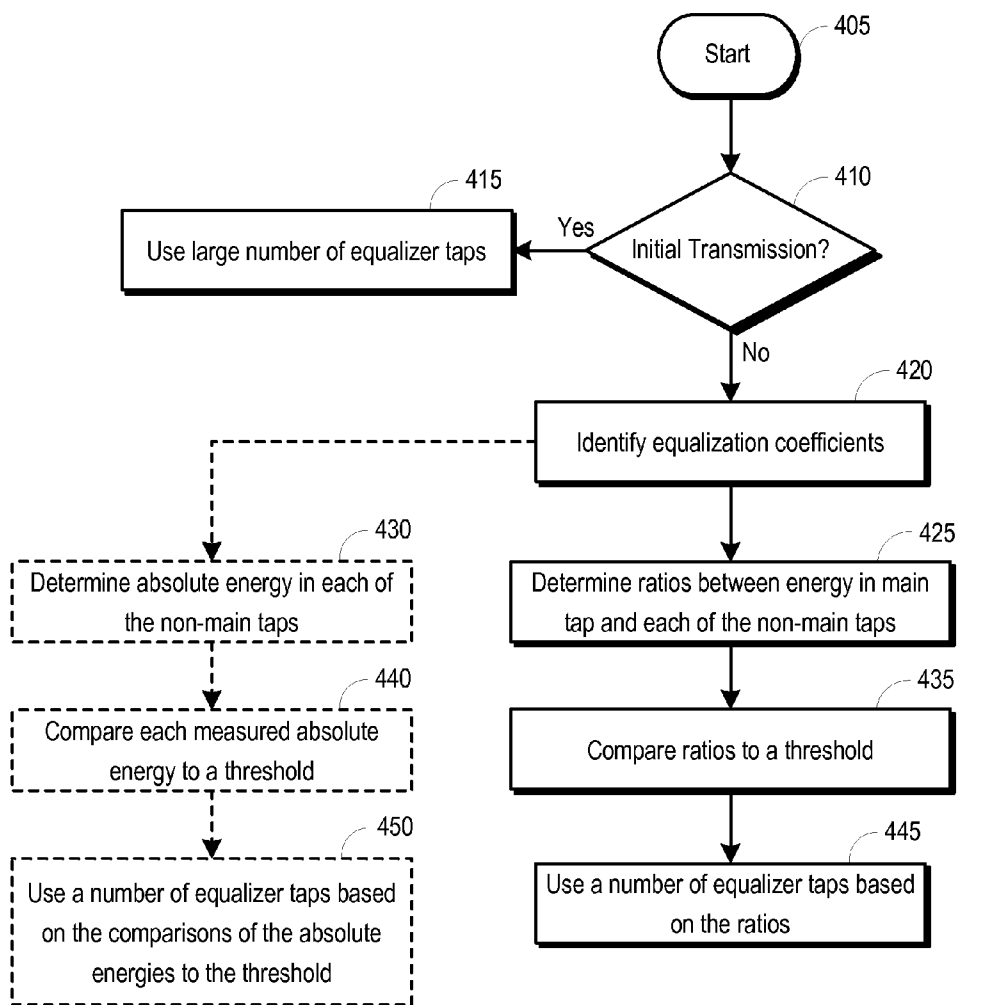 405
Start
410
415
Yes
Initial Transmission?
Use large number of equalizer taps
No
420
Identify equalization coefficients
430
425
Determine absolute energy in each of
the non-main taps
Determine ratios between energy in main
tap and each of the non-main taps
440
435
Compare each measured absolute
energy to a threshold
Compare ratios to a threshold
450
445
Use a number of equalizer taps based
on the comparisons of the absolute
energies to the threshold
Use a number of equalizer taps based
on the ratios